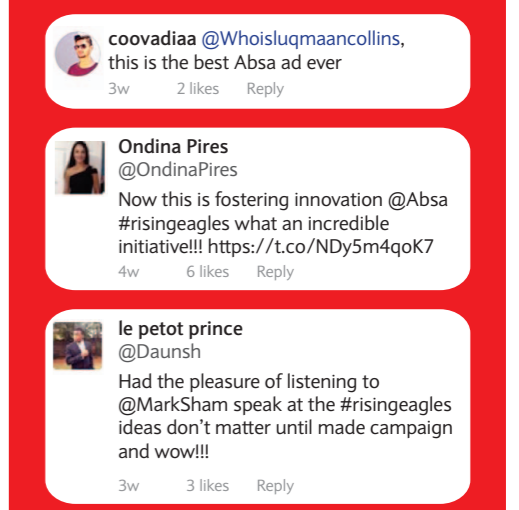 coovadiaa @Whoisluqmaancollins,
this is the best Absa ad ever
3w 2 likes Reply
Ondina Pires
@OndinaPires
Now this is fostering innovation @Absa
#risingeagles what an incredible
initiative!!! https://t.co/NDy5m4qoK7
4w 6 likes Reply
le petot prince
@Daunsh
Had the pleasure of listening to
@MarkSham speak at the #risingeagles
ideas don’t matter until made campaign
and wow!!!
3w 3 likes Reply